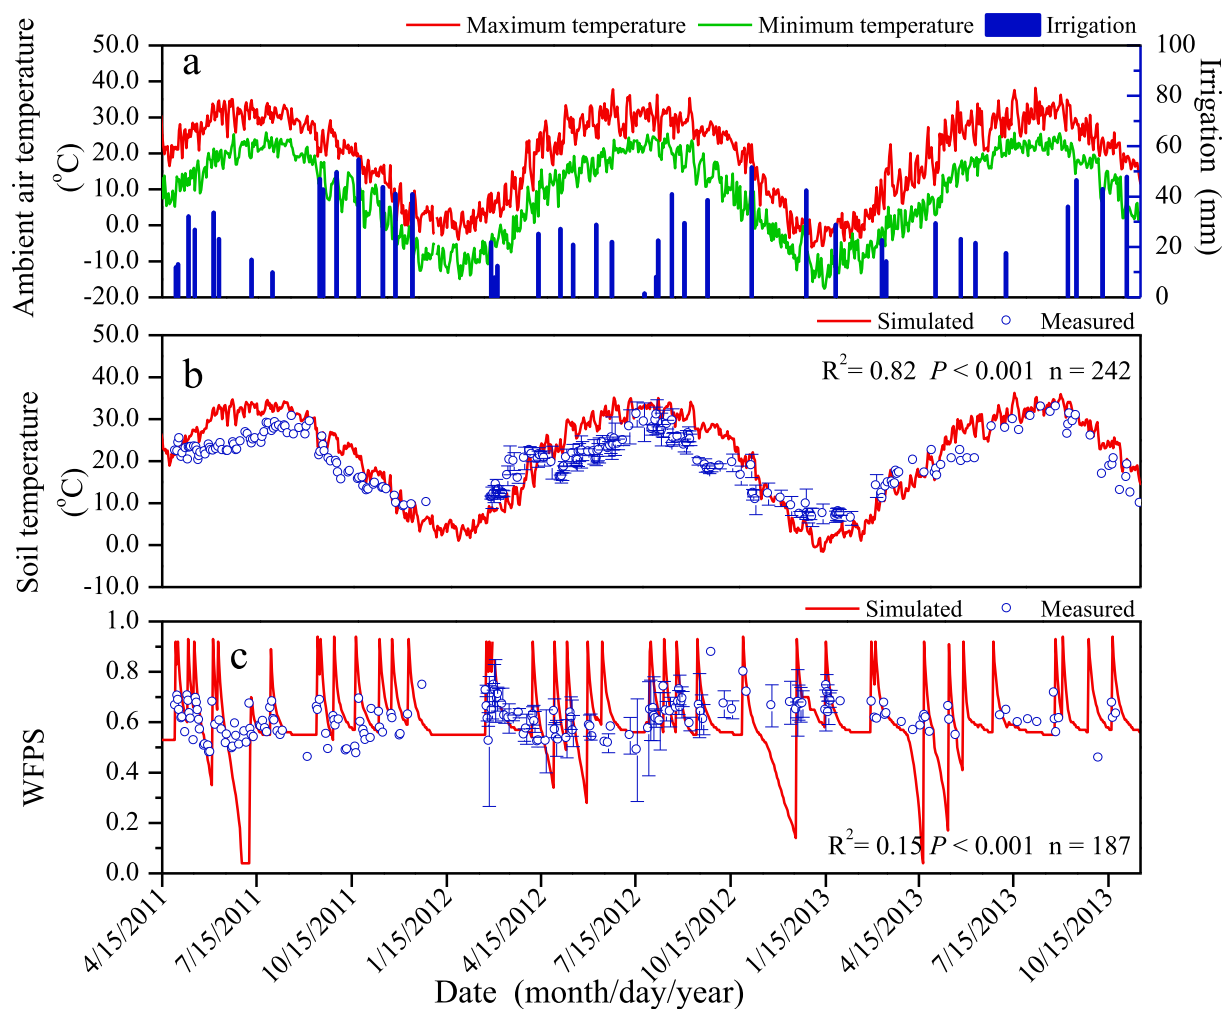 Maximum temperature Minimum temperature Irrigation
a
50.0
40.0
30.0
20.0
10.0
0.0
-10.0
-20.0
Ambient air temperature
(°C)
100
80
60
40
20
0
Irrigation (mm)
Simulated Measured
b
R²= 0.82 P < 0.001 n = 242
50.0
40.0
30.0
20.0
10.0
0.0
-10.0
Soil temperature
(°C)
Simulated Measured
c
1.0
0.8
0.6
0.4
0.2
0.0
WFPS
R²= 0.15 P < 0.001 n = 187
4/15/2011
7/15/2011
10/15/2011
1/15/2012
4/15/2012
7/15/2012
10/15/2012
1/15/2013
4/15/2013
7/15/2013
10/15/2013
Date (month/day/year)